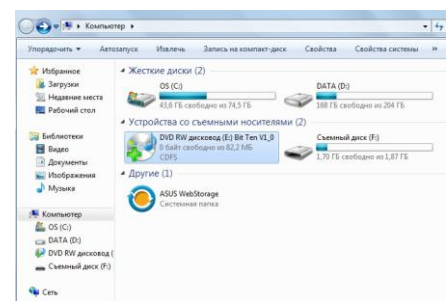 Компьютер
Упорядочить Автозапуск Извлечь Запись на компакт-диск Свойства Свойства системы »
Избранное
Загрузки
Недавние места
Рабочий стол
Библиотеки
Видео
Документы
Изображения
Музыка
Компьютер
OS (C:)
DATA (D:)
DVD RW дисковод (
Съемный диск (F:)
Сеть
Жесткие диски (2)
OS (C:)
43,8 ГБ свободно из 74,5 ГБ
DATA (D:)
168 ГБ свободно из 204 ГБ
Устройства со съемными носителями (2)
DVD RW дисковод (E:) Bit Ten V1_0
0 байт свободно из 82,2 МБ
CDFS
Съемный диск (F:)
1,70 ГБ свободно из 1,87 ГБ
Другие (1)
ASUS WebStorage
Системная папка